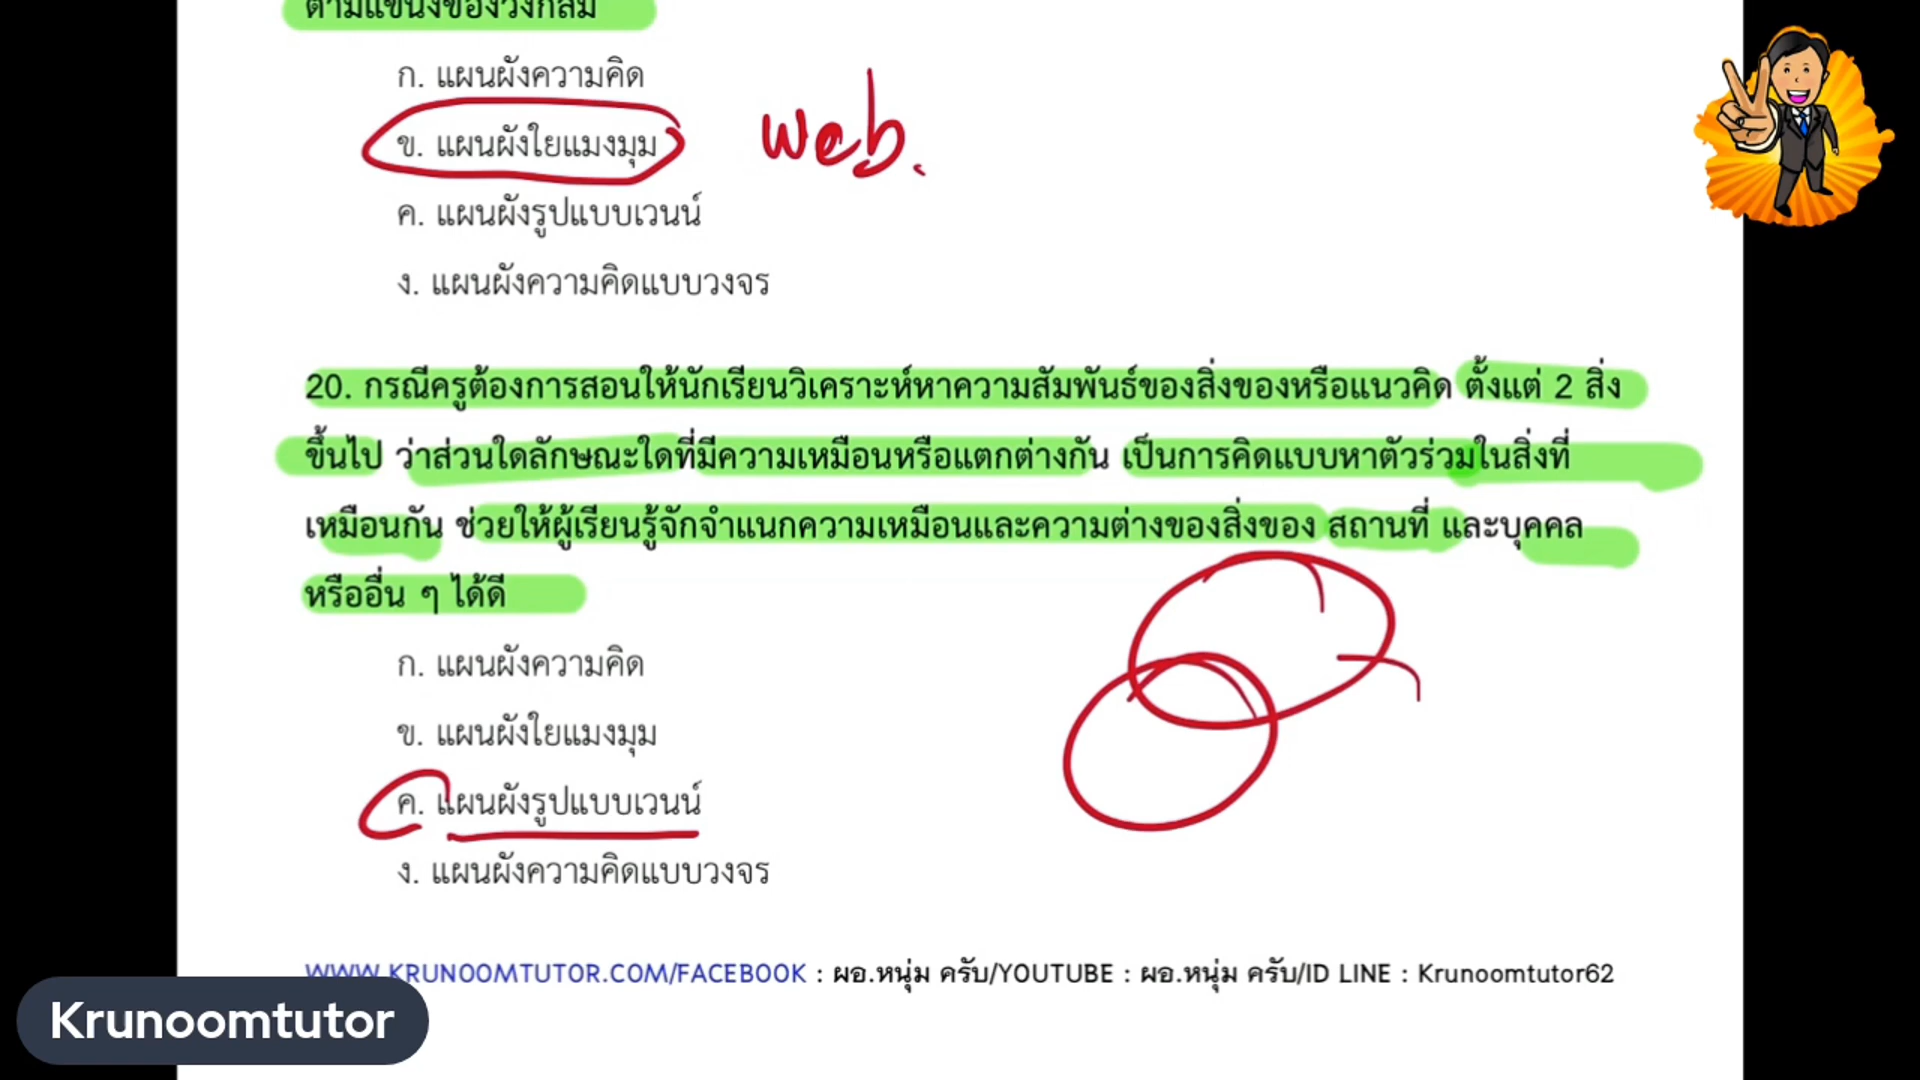 ตามแขนงของวงกลม
ก. แผนผังความคิด
ข. แผนผังใยแมงมุม
web.
ค. แผนผังรูปแบบเวนน์
ง. แผนผังความคิดแบบวงจร
20. กรณีครูต้องการสอนให้นักเรียนวิเคราะห์หาความสัมพันธ์ของสิ่งของหรือแนวคิด ตั้งแต่ 2 สิ่ง
ขึ้นไป ว่าส่วนใดลักษณะใดที่มีความเหมือนหรือแตกต่างกัน เป็นการคิดแบบหาตัวร่วมในสิ่งที่
เหมือนกัน ช่วยให้ผู้เรียนรู้จักจำแนกความเหมือนและความต่างของสิ่งของ สถานที่ และบุคคล
หรืออื่น ๆ ได้ดี
ก. แผนผังความคิด
ข. แผนผังใยแมงมุม
ค. แผนผังรูปแบบเวนน์
ง. แผนผังความคิดแบบวงจร
WWW.KRUNOOMTUTOR.COM/FACEBOOK : ผอ.หนุ่ม ครับ/YOUTUBE : ผอ.หนุ่ม ครับ/ID LINE : Krunoomtutor62
Krunoomtutor